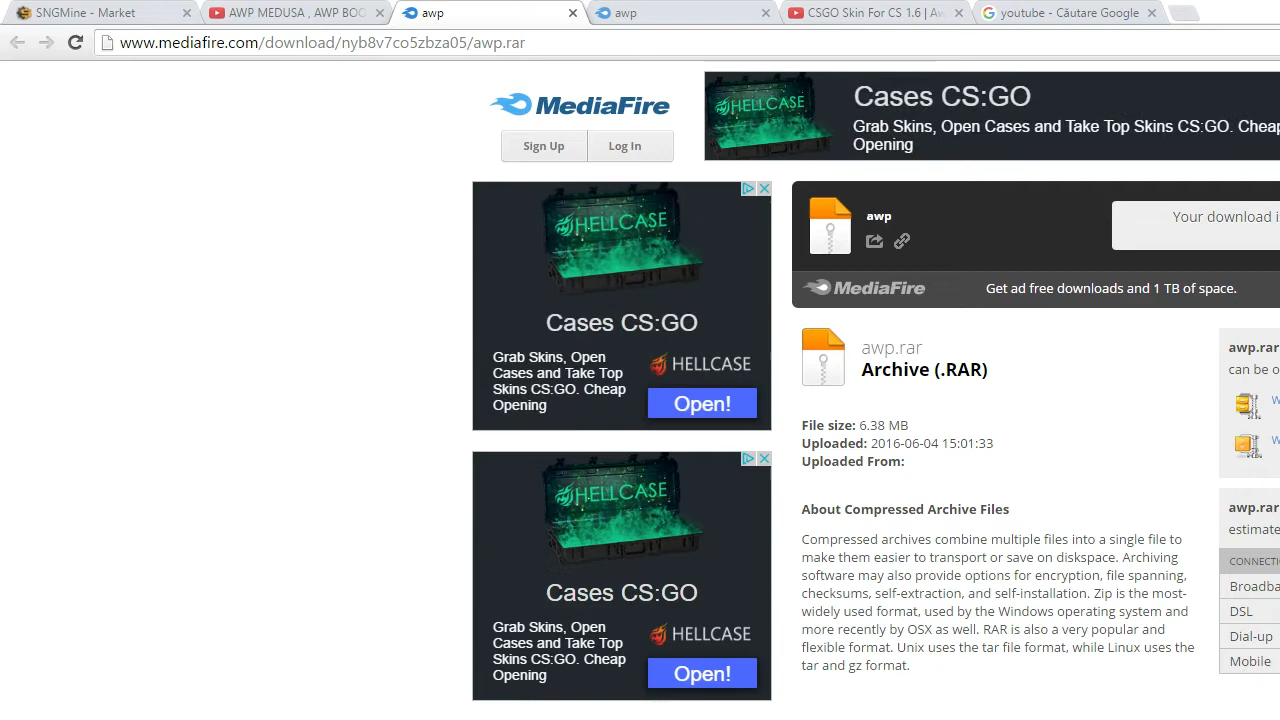 SNGMine - Market
AWP MEDUSA , AWP BOO
awp
awp
CSGO Skin For CS 1.6 | Aw
youtube - Căutare Google
www.mediafire.com/download/nyb8v7co5zbza05/awp.rar
MediaFire
Sign Up
Log In
HELLCASE
Cases CS:GO
Grab Skins, Open Cases and Take Top Skins CS:GO. Cheap
Opening
HELLCASE
Cases CS:GO
Grab Skins, Open
Cases and Take Top
Skins CS:GO. Cheap
Opening
HELLCASE
Open!
HELLCASE
Cases CS:GO
Grab Skins, Open
Cases and Take Top
Skins CS:GO. Cheap
Opening
HELLCASE
Open!
awp
Your download i
MediaFire
Get ad free downloads and 1 TB of space.
awp.rar
Archive (.RAR)
File size: 6.38 MB
Uploaded: 2016-06-04 15:01:33
Uploaded From:
About Compressed Archive Files
Compressed archives combine multiple files into a single file to
make them easier to transport or save on diskspace. Archiving
software may also provide options for encryption, file spanning,
checksums, self-extraction, and self-installation. Zip is the most-
widely used format, used by the Windows operating system and
more recently by OSX as well. RAR is also a very popular and
flexible format. Unix uses the tar file format, while Linux uses the
tar and gz format.
awp.rar
can be o
W
W
awp.rar
estimate
CONNECTI
Broadba
DSL
Dial-up
Mobile